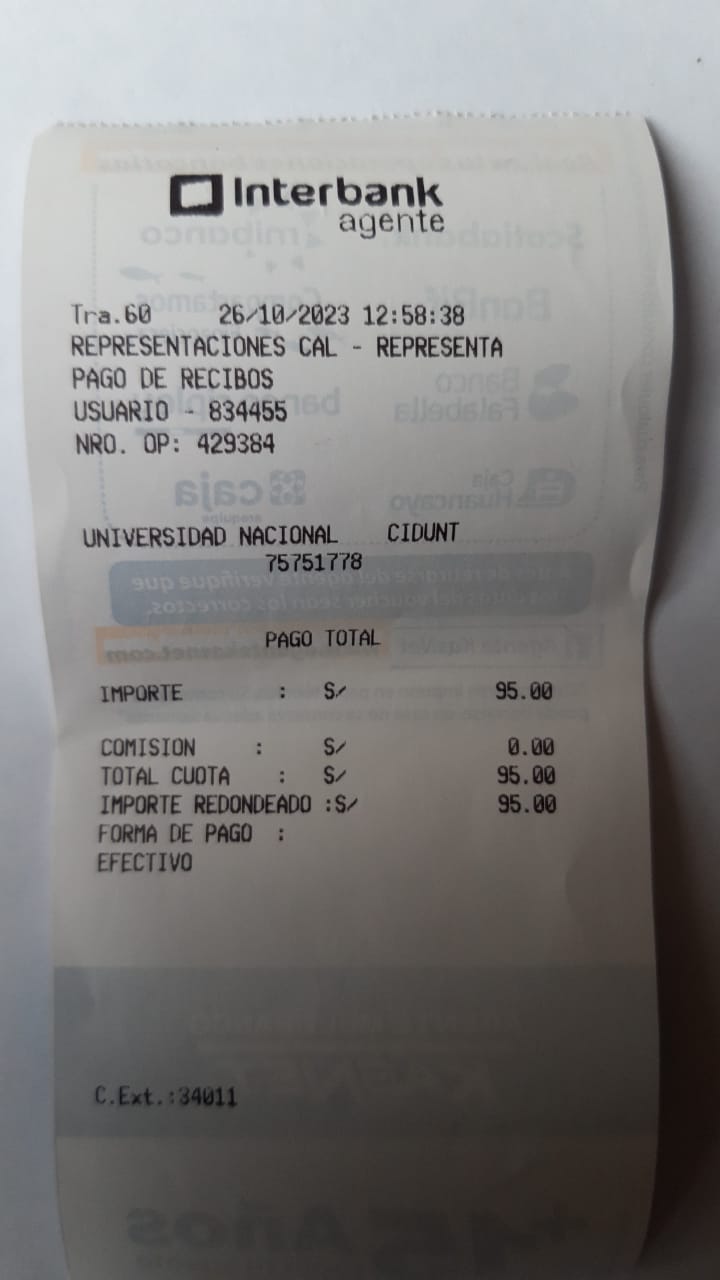 Interbank
agente
Tra.60 26/10/2023 12:58:38
REPRESENTACIONES CAL - REPRESENTA
PAGO DE RECIBOS
USUARIO - 834455
NRO. OP: 429384
UNIVERSIDAD NACIONAL CIDUNT
75751778
PAGO TOTAL
IMPORTE : S/ 95.00
COMISION : S/ 0.00
TOTAL CUOTA : S/ 95.00
IMPORTE REDONDEADO :S/ 95.00
FORMA DE PAGO :
EFECTIVO
C.Ext.:34011